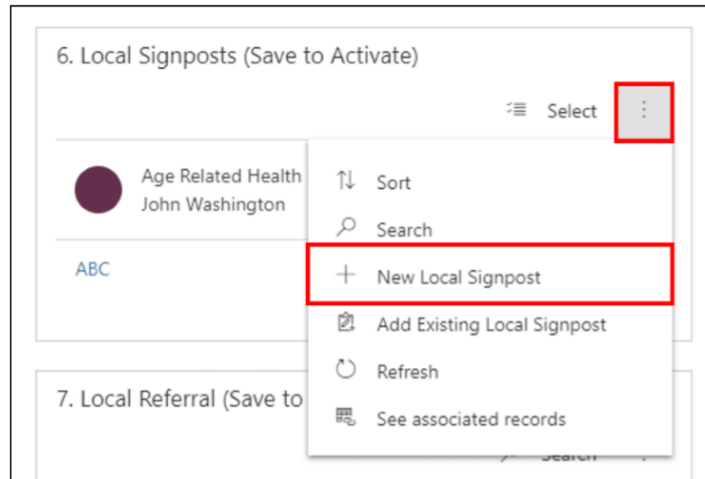 6. Local Signposts (Save to Activate)
Select
Age Related Health
John Washington
Sort
Search
ABC
New Local Signpost
Add Existing Local Signpost
Refresh
7. Local Referral (Save to
See associated records
Search